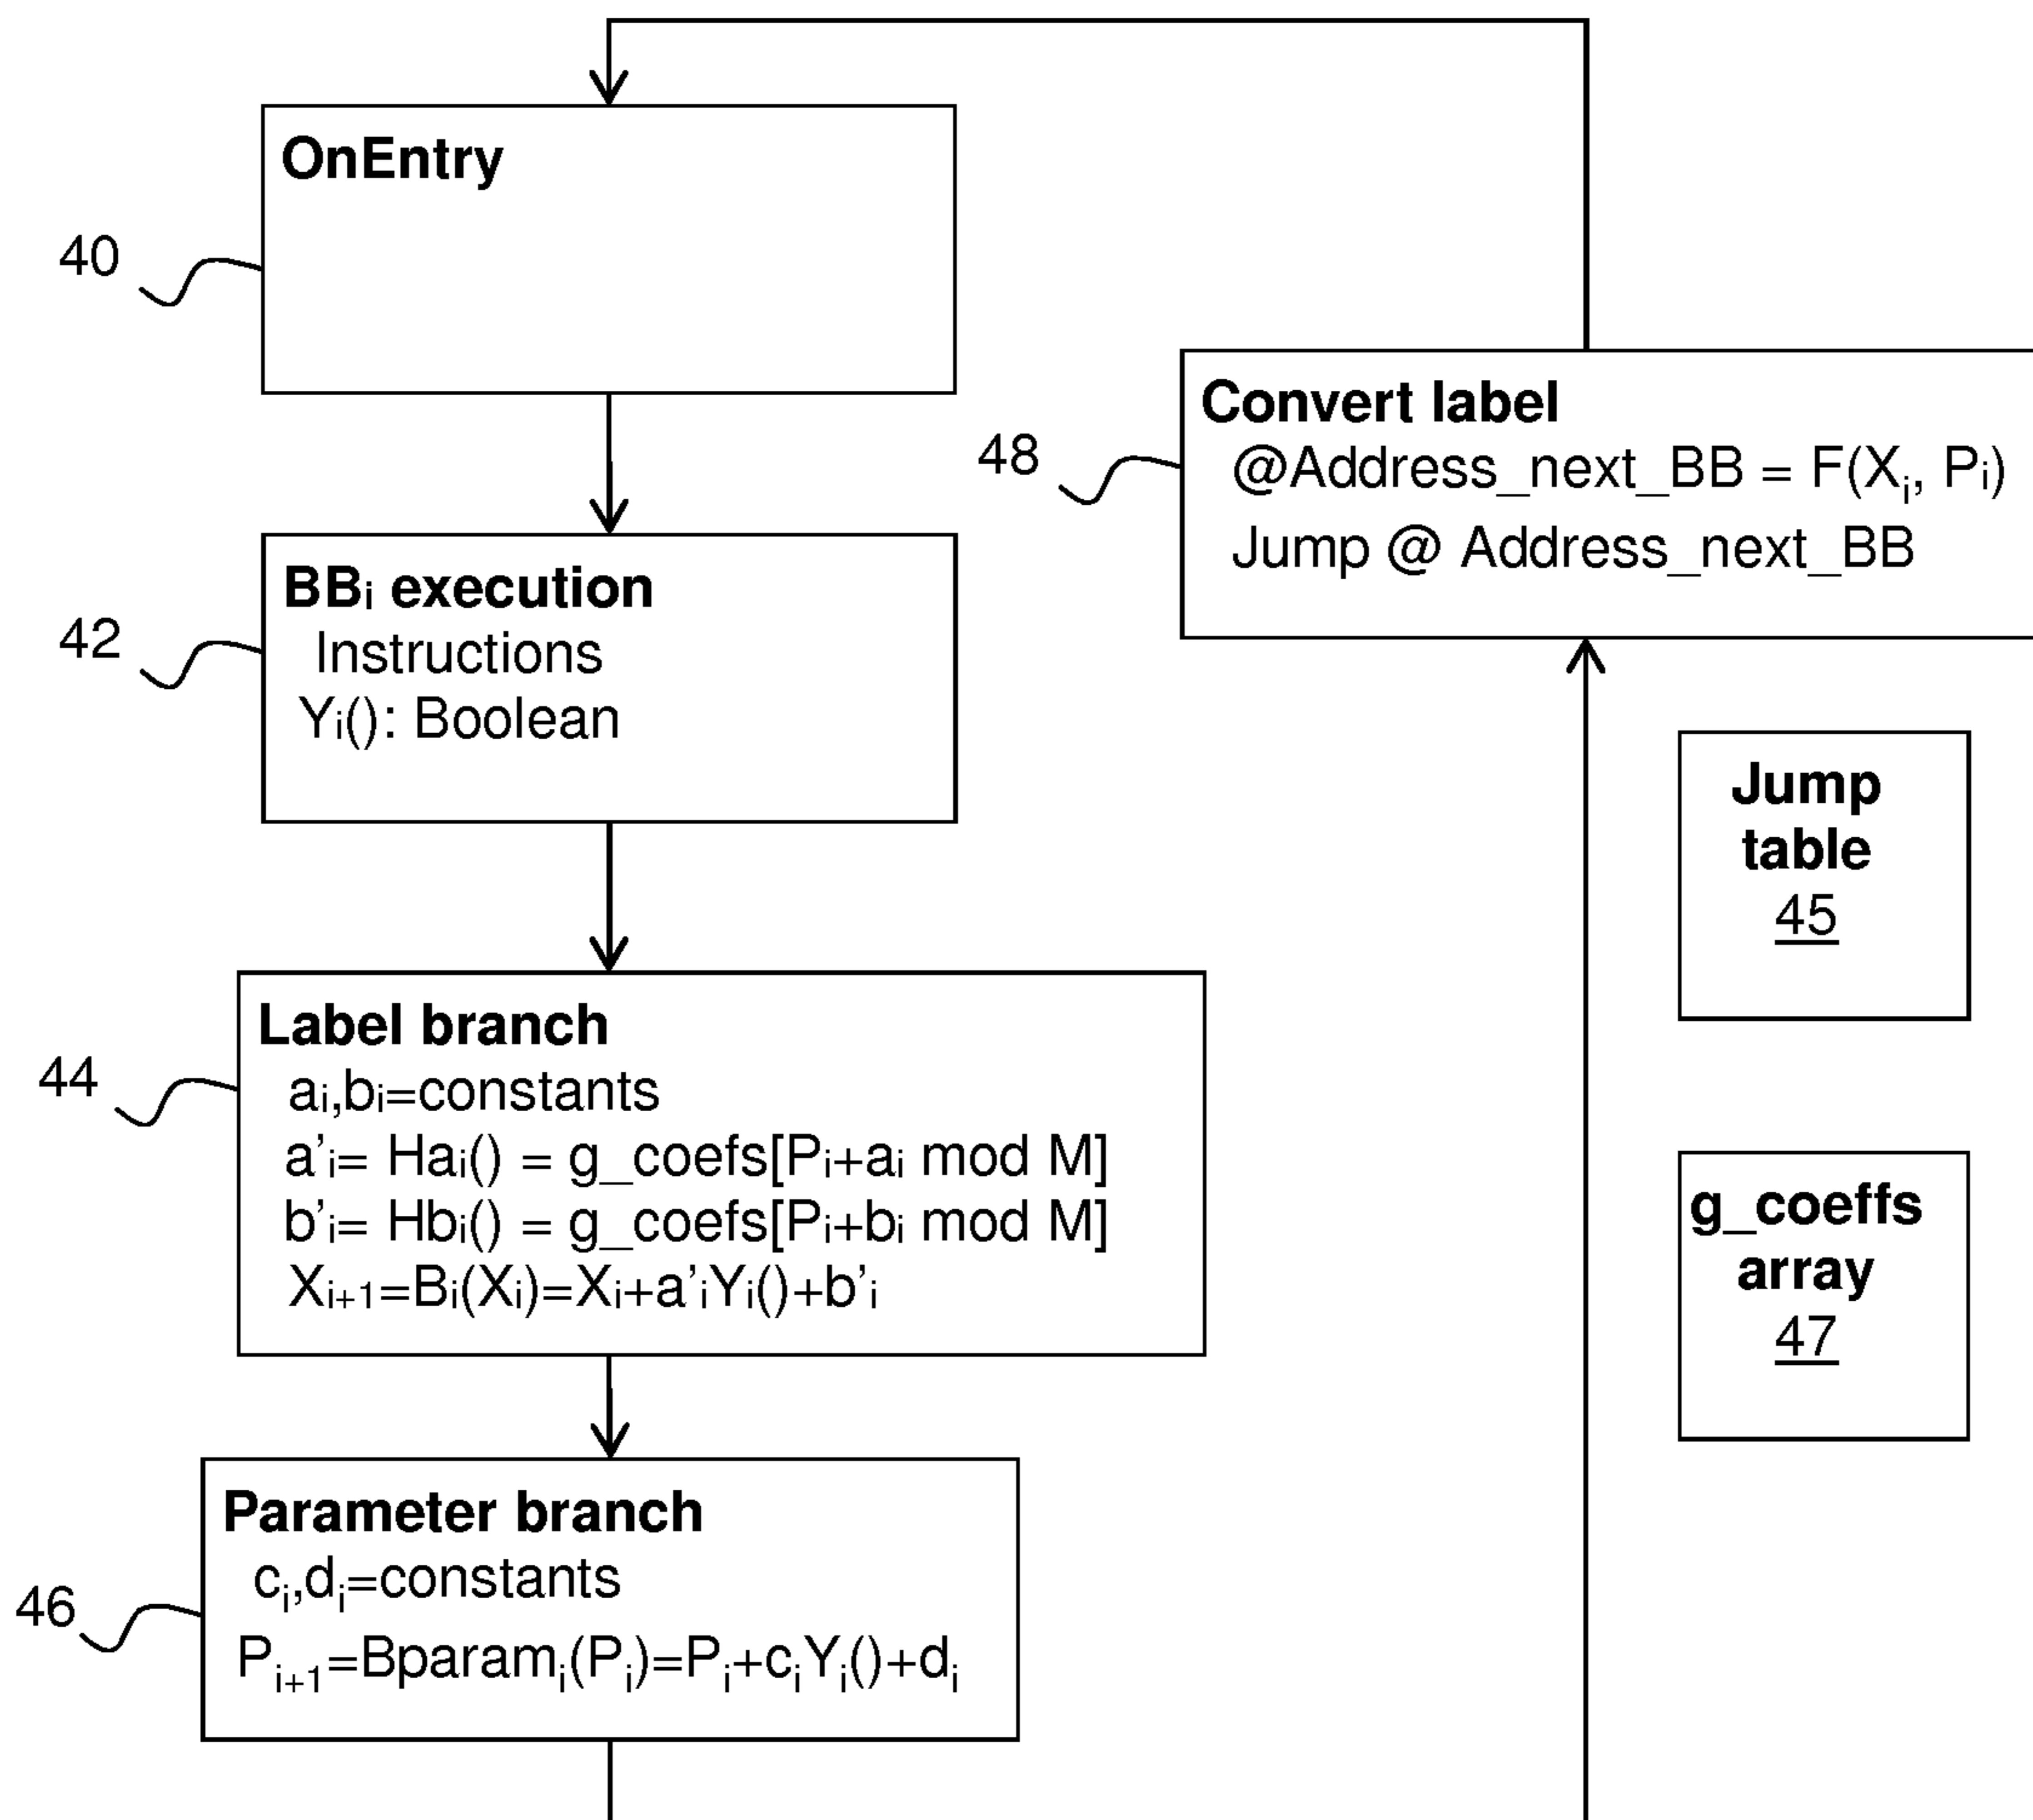 OnEntry
40
BBᵢ execution
Instructions
Yᵢ(): Boolean
42
Label branch
aᵢ,bᵢ=constants
a'ᵢ= Haᵢ() = g_coefs[Pᵢ+aᵢ mod M]
b'ᵢ= Hbᵢ() = g_coefs[Pᵢ+bᵢ mod M]
Xᵢ₊₁=Bᵢ(Xᵢ)=Xᵢ+a'ᵢYᵢ()+b'ᵢ
44
Parameter branch
cᵢ,dᵢ=constants
Pᵢ₊₁=Bparamᵢ(Pᵢ)=Pᵢ+cᵢYᵢ()+dᵢ
46
Convert label
@Address_next_BB = F(Xᵢ, Pᵢ)
Jump @ Address_next_BB
48
Jump
table
45
g_coeffs
array
47